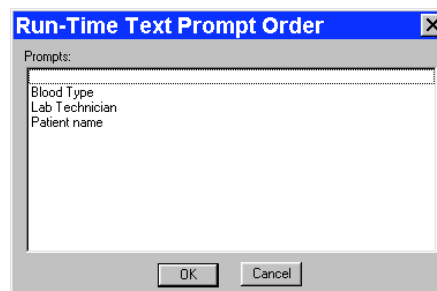 Run-Time Text Prompt Order
Prompts:
Blood Type
Lab Technician
Patient name
OK Cancel